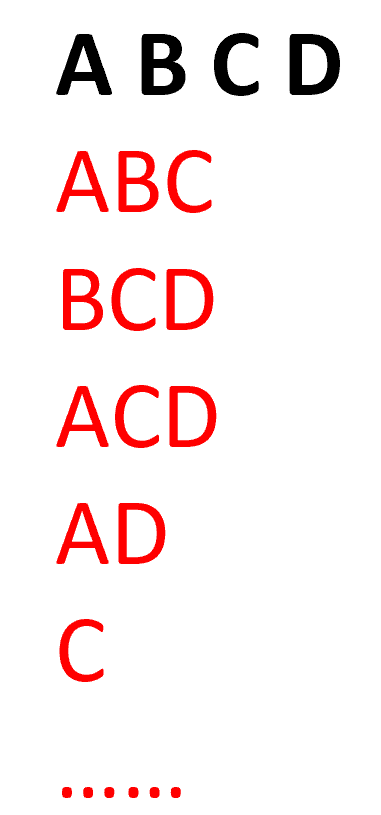 A B C D
ABC
BCD
ACD
AD
C
......